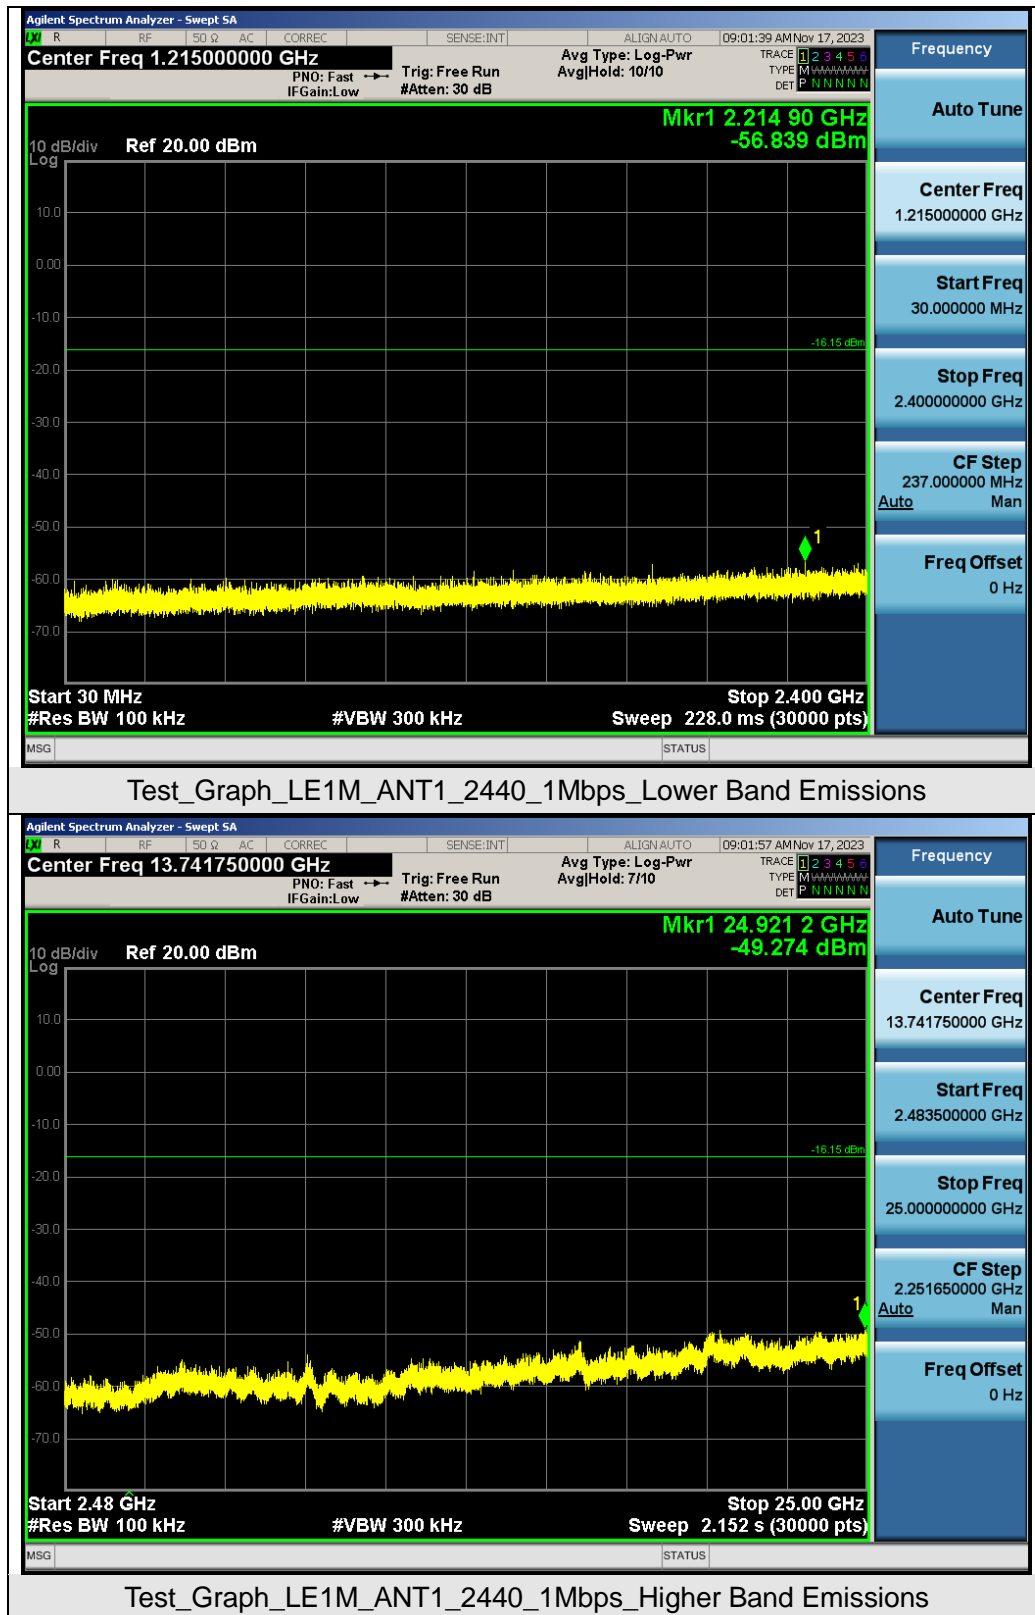 Agilent Spectrum Analyzer - Swept SA
LXI R RF 50 Ω AC CORREC SENSE:INT ALIGN AUTO 09:01:39 AM Nov 17, 2023
Center Freq 1.215000000 GHz
PNO: Fast
IFGain:Low
Trig: Free Run
#Atten: 30 dB
Avg Type: Log-Pwr
Avg|Hold: 10/10
TRACE 1 2 3 4 5 6
TYPE M WWWWW
DET P N N N N N
Frequency
Mkr1 2.214 90 GHz
-56.839 dBm
10 dB/div Ref 20.00 dBm
Log
10.0
0.00
-10.0
-16.15 dBm
-20.0
-30.0
-40.0
-50.0
1
-60.0
-70.0
Start 30 MHz Stop 2.400 GHz
#Res BW 100 kHz #VBW 300 kHz Sweep 228.0 ms (30000 pts)
Auto Tune
Center Freq
1.215000000 GHz
Start Freq
30.000000 MHz
Stop Freq
2.400000000 GHz
CF Step
237.000000 MHz
Auto Man
Freq Offset
0 Hz
MSG STATUS
Test_Graph_LE1M_ANT1_2440_1Mbps_Lower Band Emissions
Agilent Spectrum Analyzer - Swept SA
LXI R RF 50 Ω AC CORREC SENSE:INT ALIGN AUTO 09:01:57 AM Nov 17, 2023
Center Freq 13.741750000 GHz
PNO: Fast
IFGain:Low
Trig: Free Run
#Atten: 30 dB
Avg Type: Log-Pwr
Avg|Hold: 7/10
TRACE 1 2 3 4 5 6
TYPE M WWWWW
DET P N N N N N
Frequency
Mkr1 24.921 2 GHz
-49.274 dBm
10 dB/div Ref 20.00 dBm
Log
10.0
0.00
-10.0
-16.15 dBm
-20.0
-30.0
-40.0
1
-50.0
-60.0
-70.0
Start 2.48 GHz Stop 25.00 GHz
#Res BW 100 kHz #VBW 300 kHz Sweep 2.152 s (30000 pts)
Auto Tune
Center Freq
13.741750000 GHz
Start Freq
2.483500000 GHz
Stop Freq
25.000000000 GHz
CF Step
2.251650000 GHz
Auto Man
Freq Offset
0 Hz
MSG STATUS
Test_Graph_LE1M_ANT1_2440_1Mbps_Higher Band Emissions